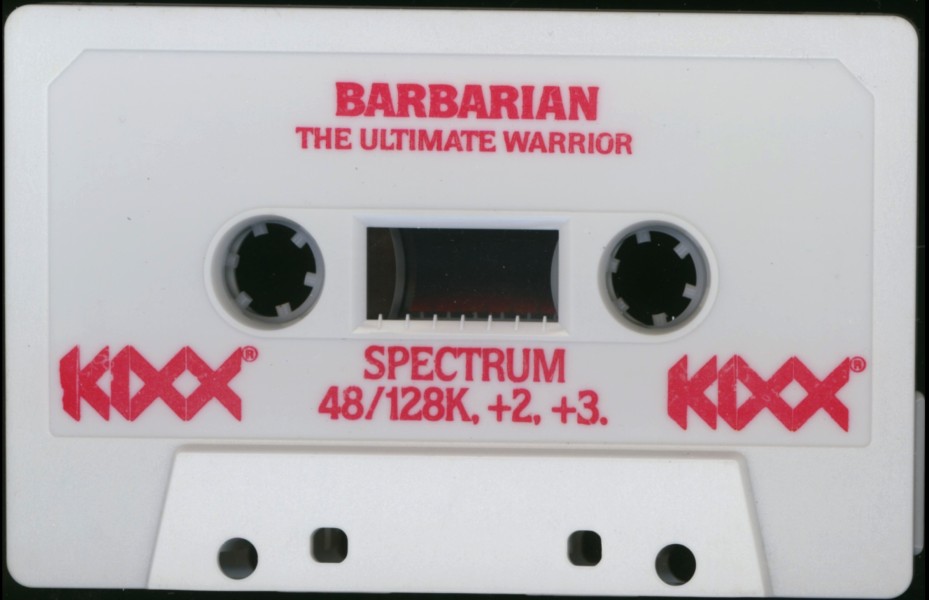 BARBARIAN
THE ULTIMATE WARRIOR
KIXX®
SPECTRUM
48/128K, +2, +3.
KIXX®